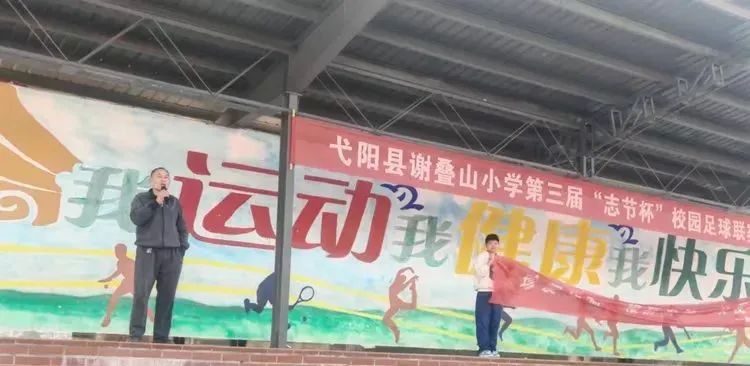 弋阳县谢叠山小学第三届“志节杯”校园足球联
我运动我健康我快乐